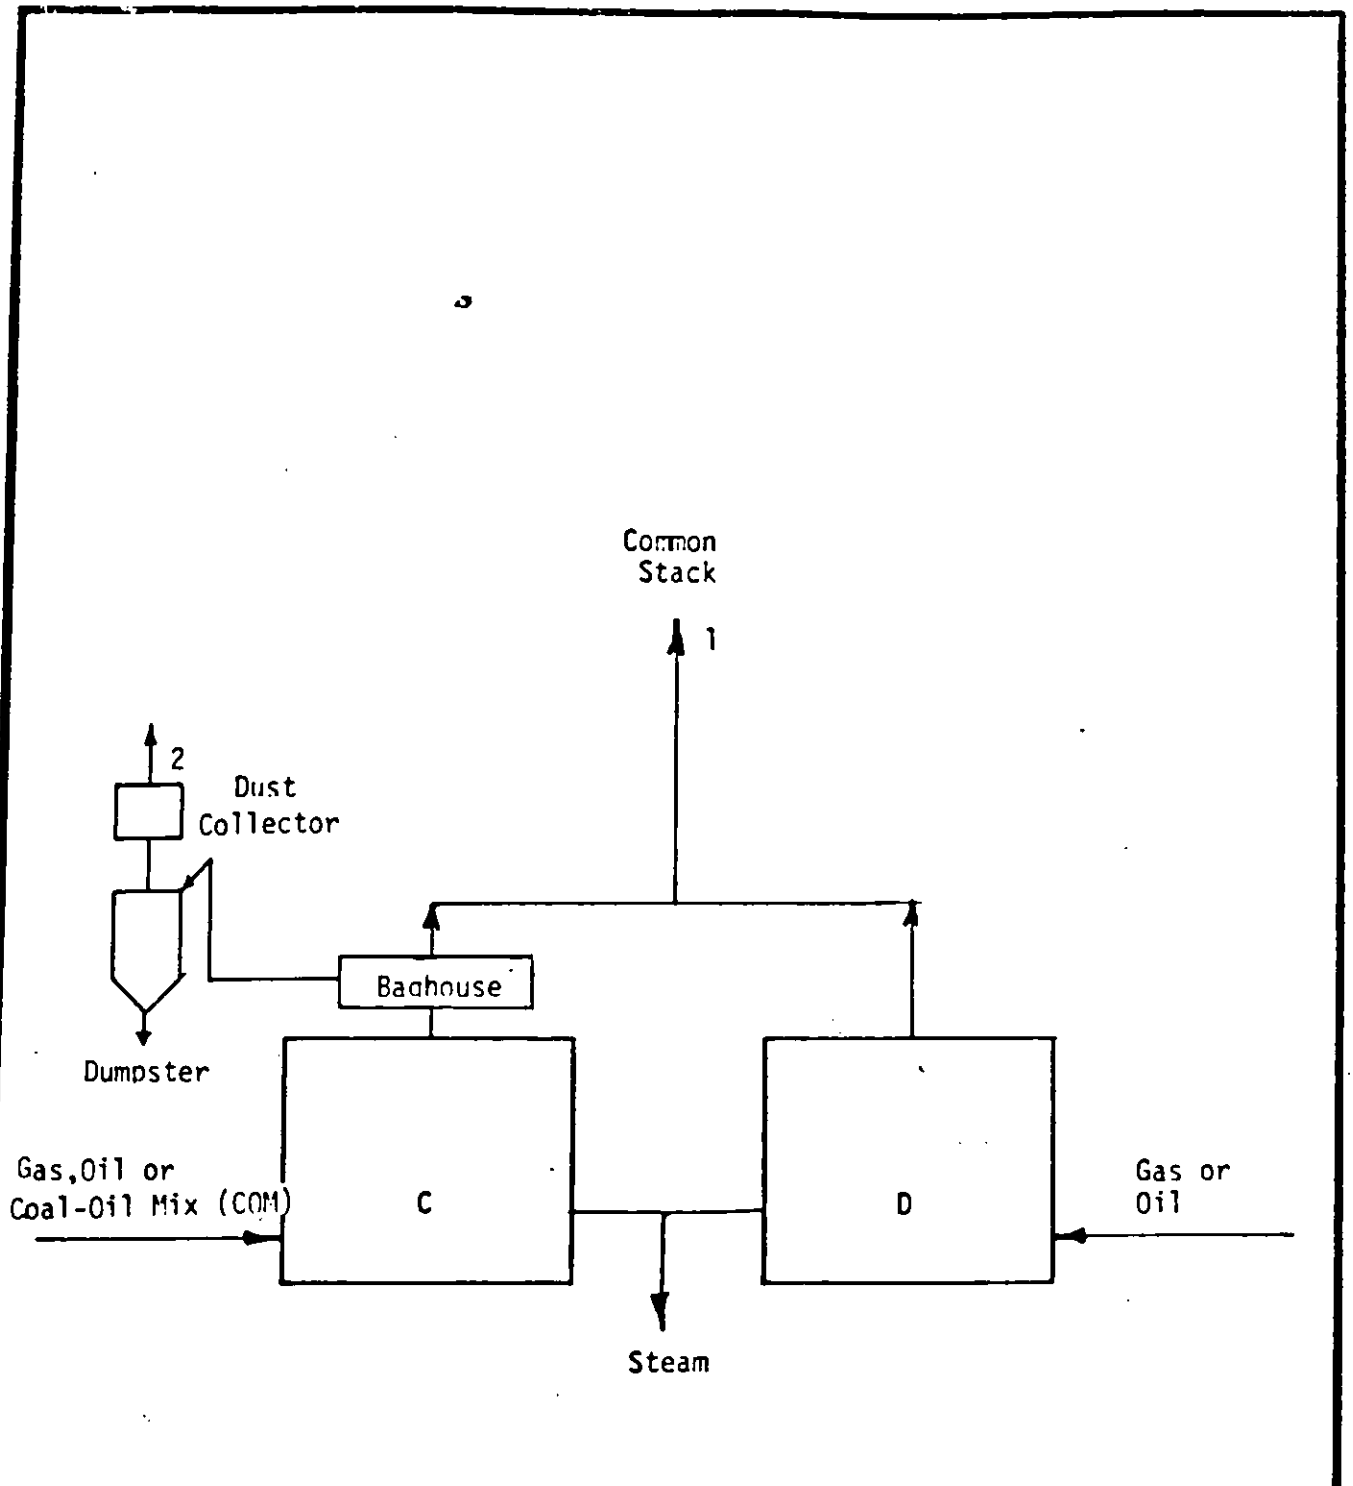 Common
Stack
1
2
Dust
Collector
Baghouse
Dumpster
Gas,Oil or
Coal-Oil Mix (COM)
C
D
Gas or
Oil
Steam